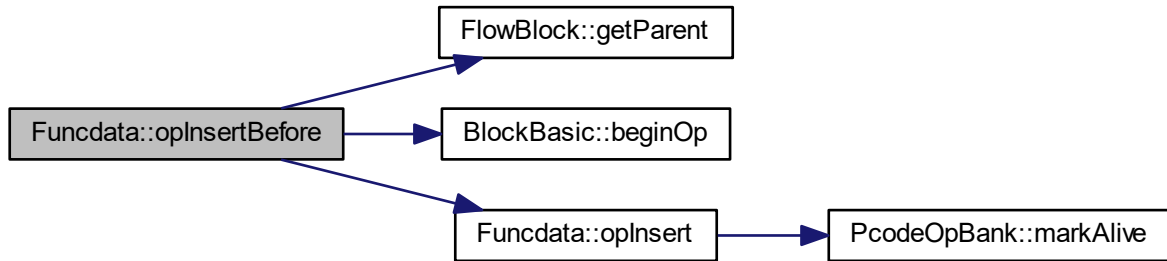 FlowBlock::getParent
Funcdata::opInsertBefore
BlockBasic::beginOp
Funcdata::opInsert
PcodeOpBank::markAlive